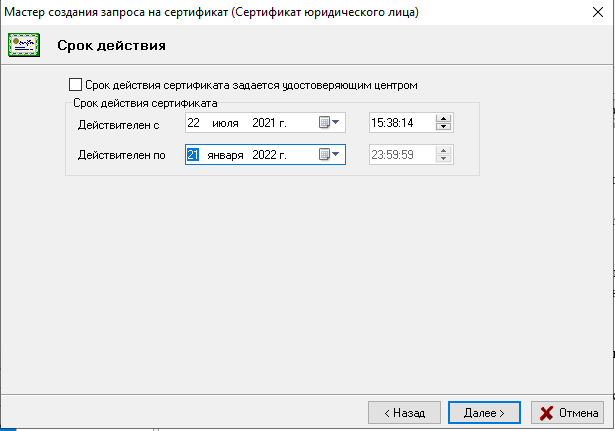 Мастер создания запроса на сертификат (Сертификат юридического лица)
Срок действия
Срок действия сертификата задается удостоверяющим центром
Срок действия сертификата
Действителен с 22 июля 2021 г. 15:38:14
Действителен по 21 января 2022 г. 23:59:59
< Назад Далее > Отмена